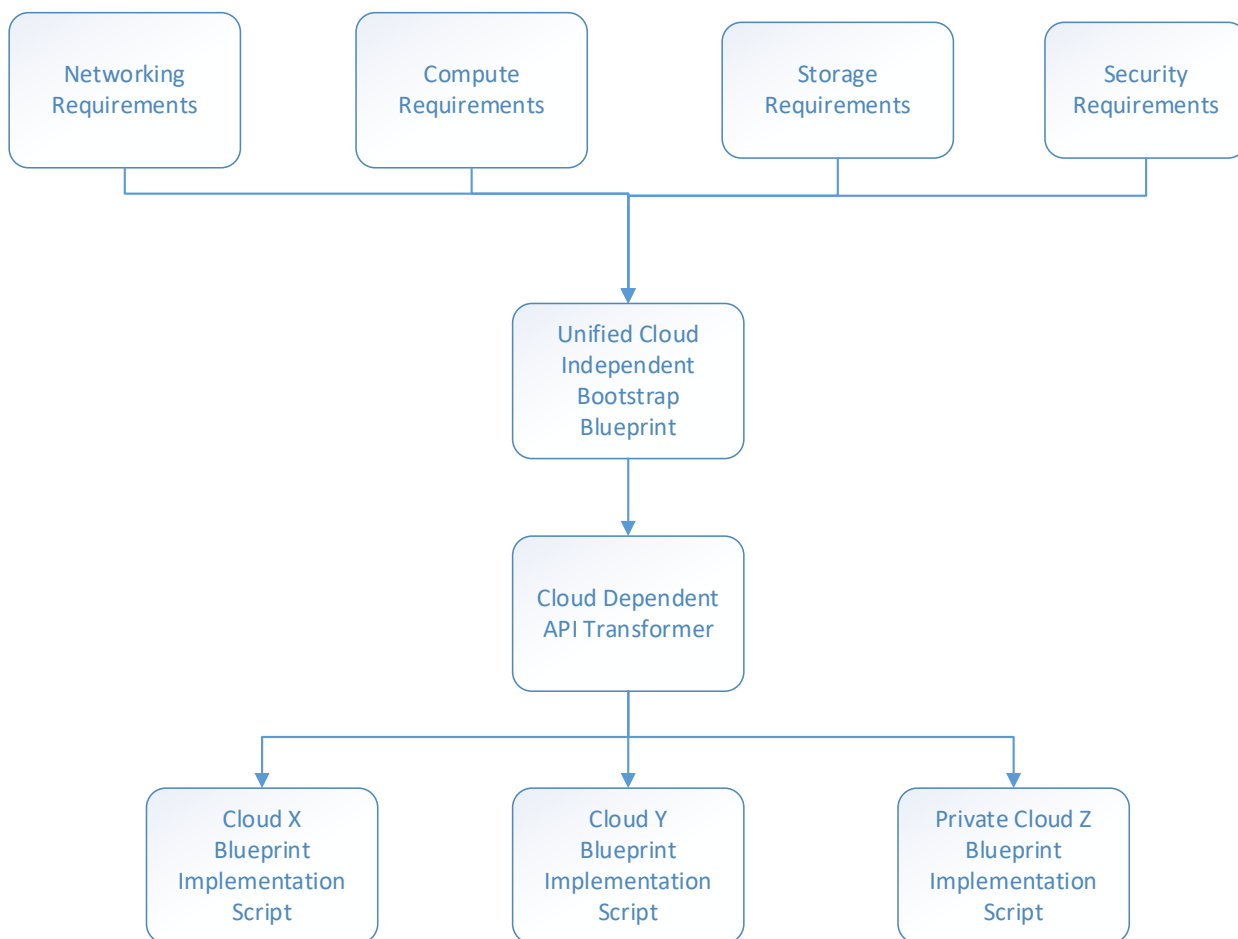 Networking
Requirements
Compute
Requirements
Storage
Requirements
Security
Requirements
Unified Cloud
Independent
Bootstrap
Blueprint
Cloud Dependent
API Transformer
Cloud X
Blueprint
Implementation
Script
Cloud Y
Blueprint
Implementation
Script
Private Cloud Z
Blueprint
Implementation
Script